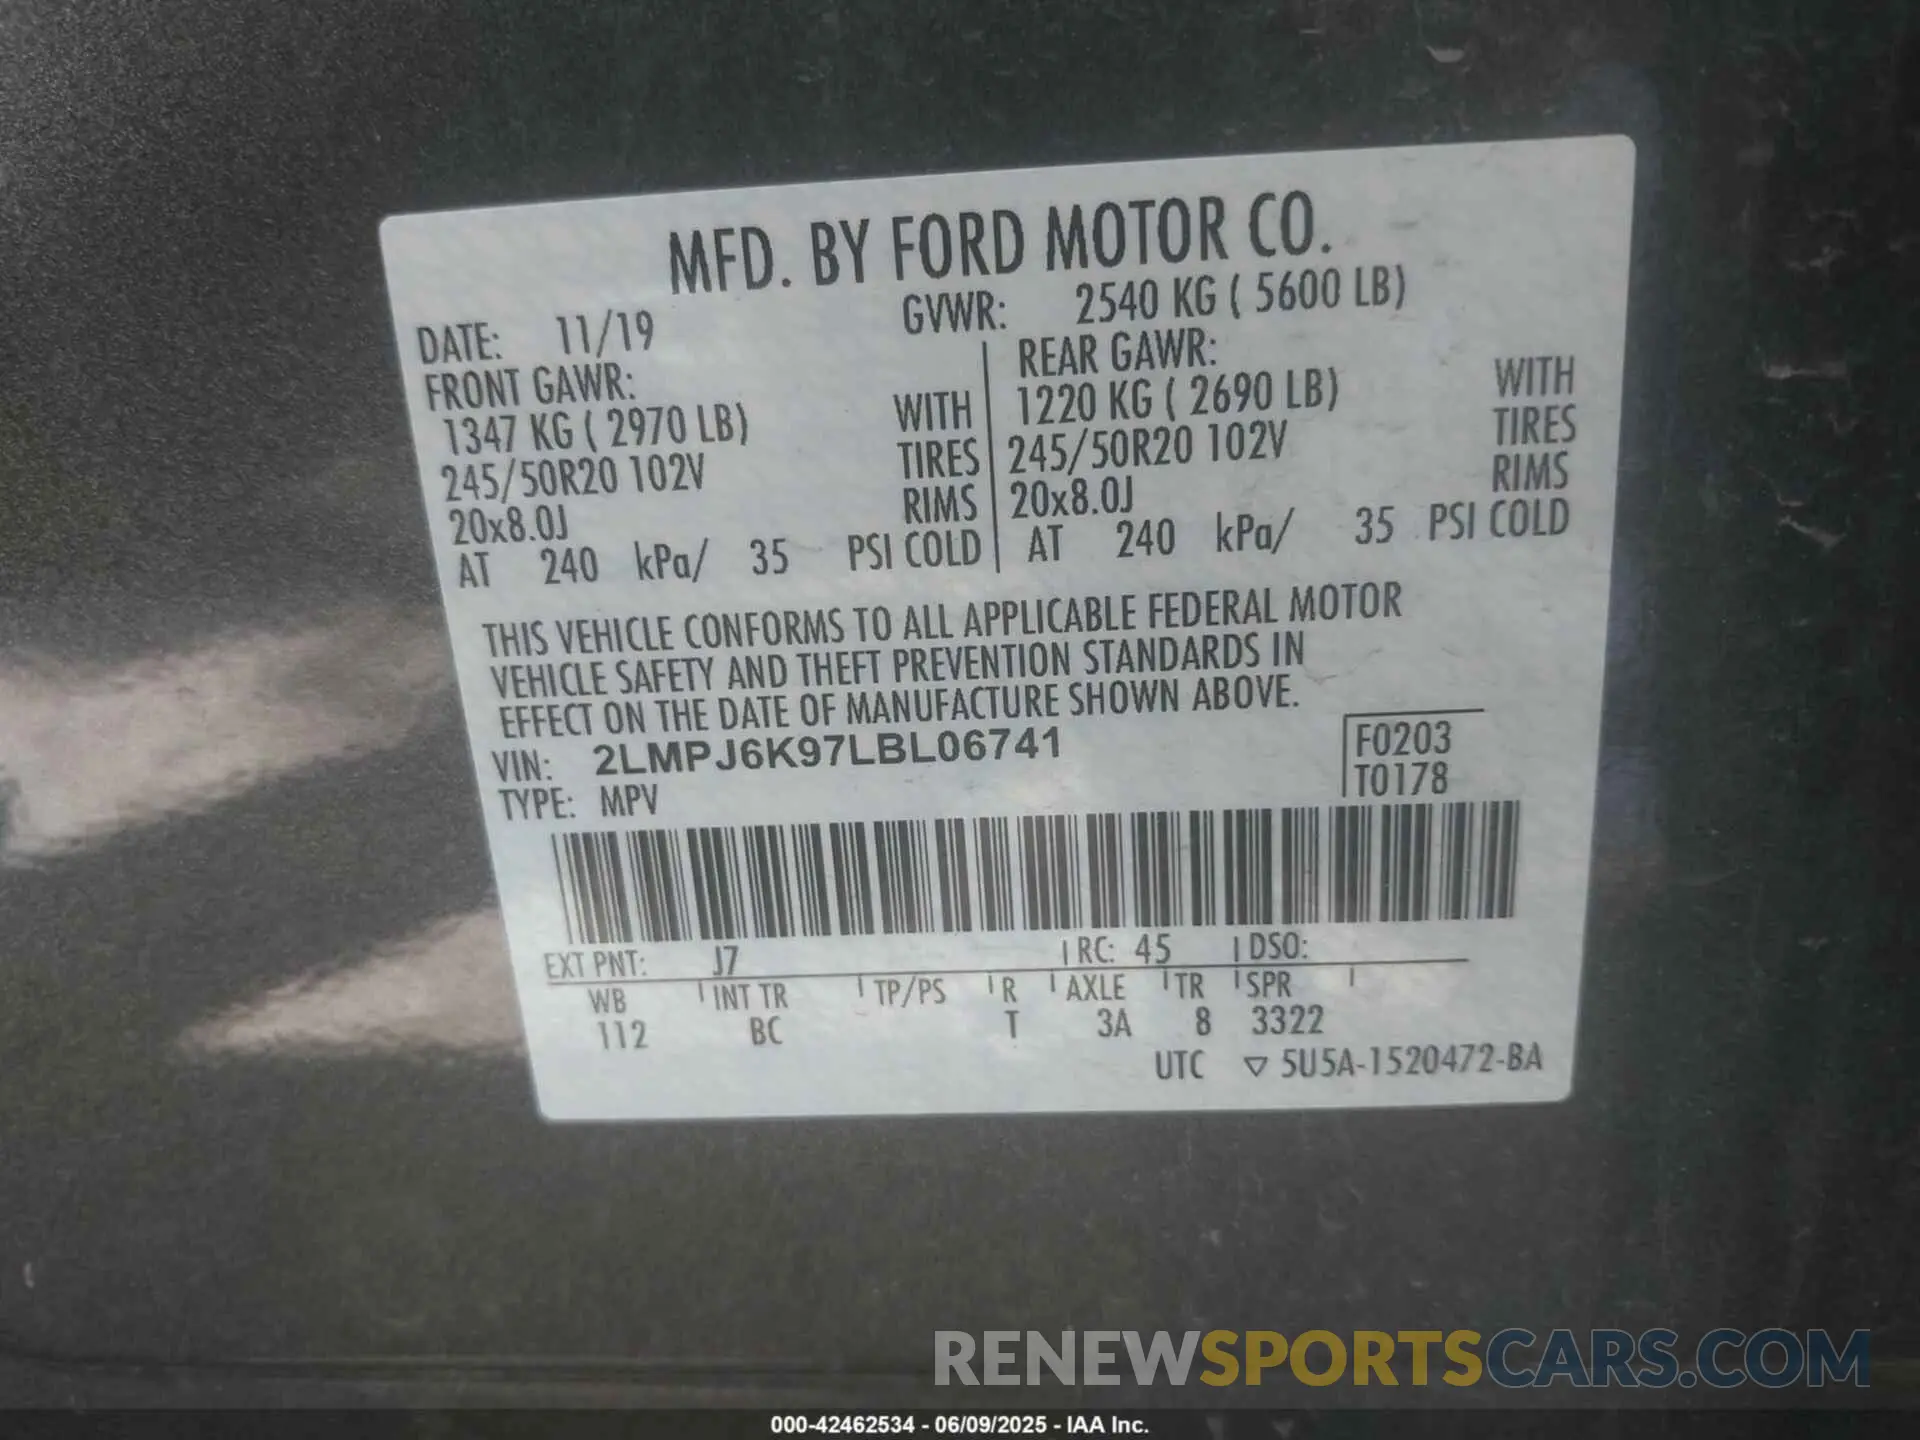 MFD. BY FORD MOTOR CO.
DATE: 11/19 GVWR: 2540 KG ( 5600 LB)
FRONT GAWR: REAR GAWR:
1347 KG ( 2970 LB) WITH 1220 KG ( 2690 LB) WITH
245/50R20 102V TIRES 245/50R20 102V TIRES
20x8.0J RIMS 20x8.0J RIMS
AT 240 kPa/ 35 PSI COLD AT 240 kPa/ 35 PSI COLD
THIS VEHICLE CONFORMS TO ALL APPLICABLE FEDERAL MOTOR
VEHICLE SAFETY AND THEFT PREVENTION STANDARDS IN
EFFECT ON THE DATE OF MANUFACTURE SHOWN ABOVE.
VIN: 2LMPJ6K97LBL06741 F0203
TYPE: MPV T0178
EXT PNT: J7 RC: 45 DSO:
WB INT TR TP/PS R AXLE TR SPR
112 BC T 3A 8 3322
UTC ▽ 5U5A-1520472-BA
RENEWSPORTSCARS.COM
000-42462534 - 06/09/2025 - IAA Inc.